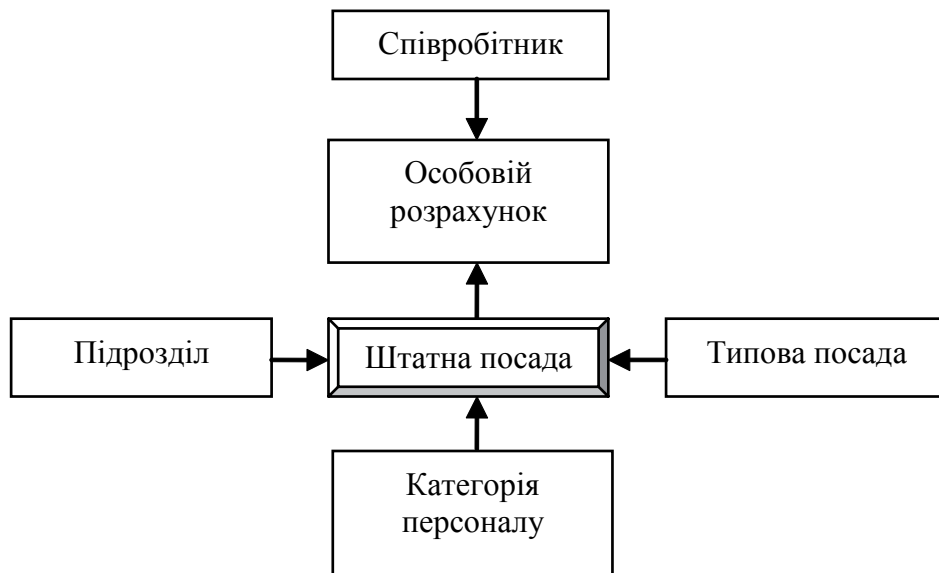 Співробітник
Особовій
розрахунок
Підрозділ
Штатна посада
Типова посада
Категорія
персоналу